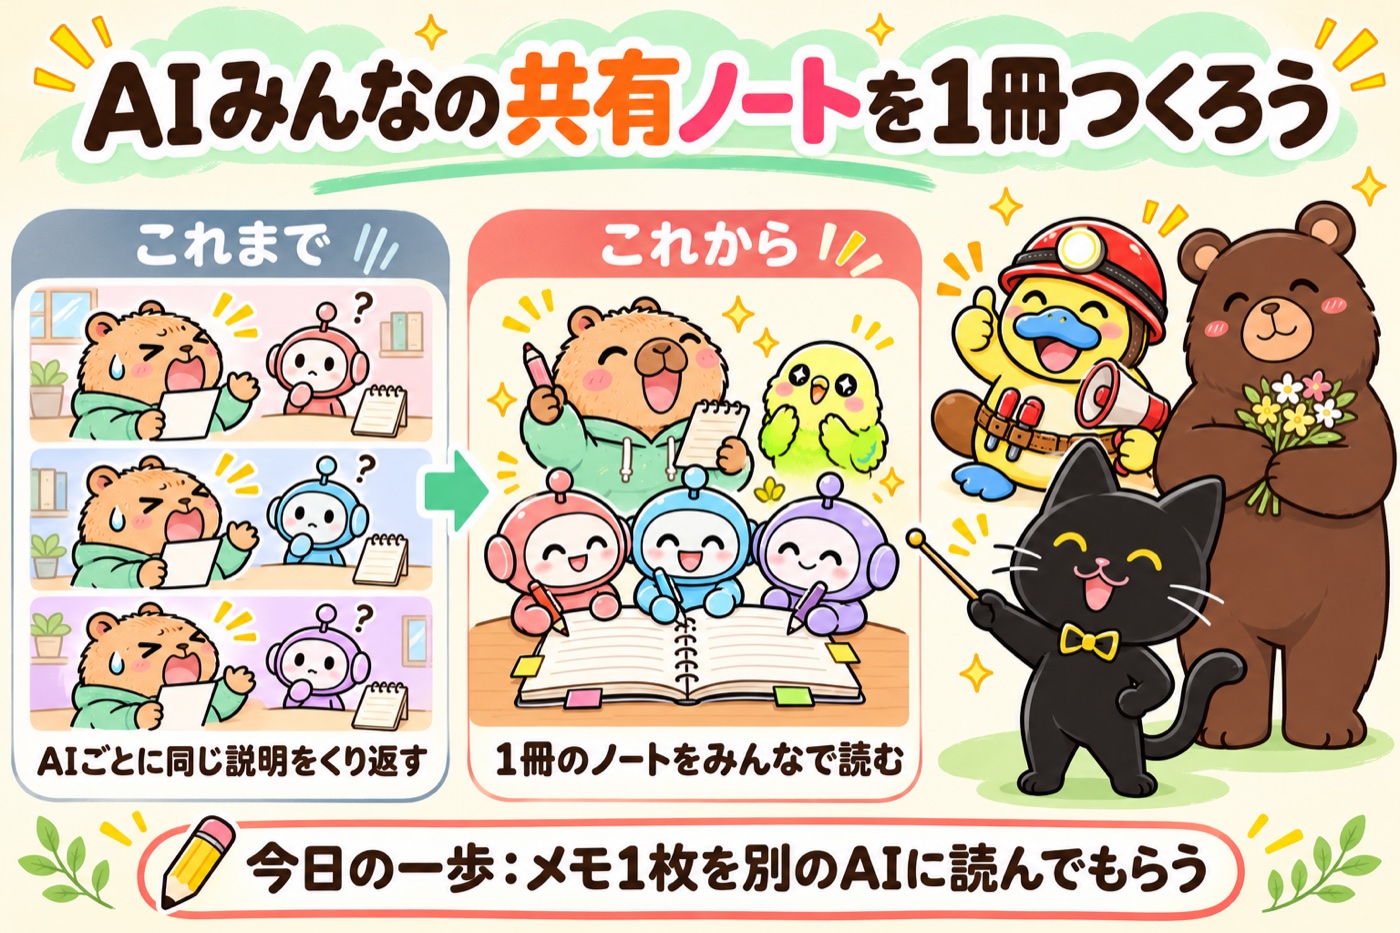 AIみんなの共有ノートを1冊つくろう
これまで
?
?
?
AIごとに同じ説明をくり返す
これから
1冊のノートをみんなで読む
今日の一歩：メモ1枚を別のAIに読んでもらう